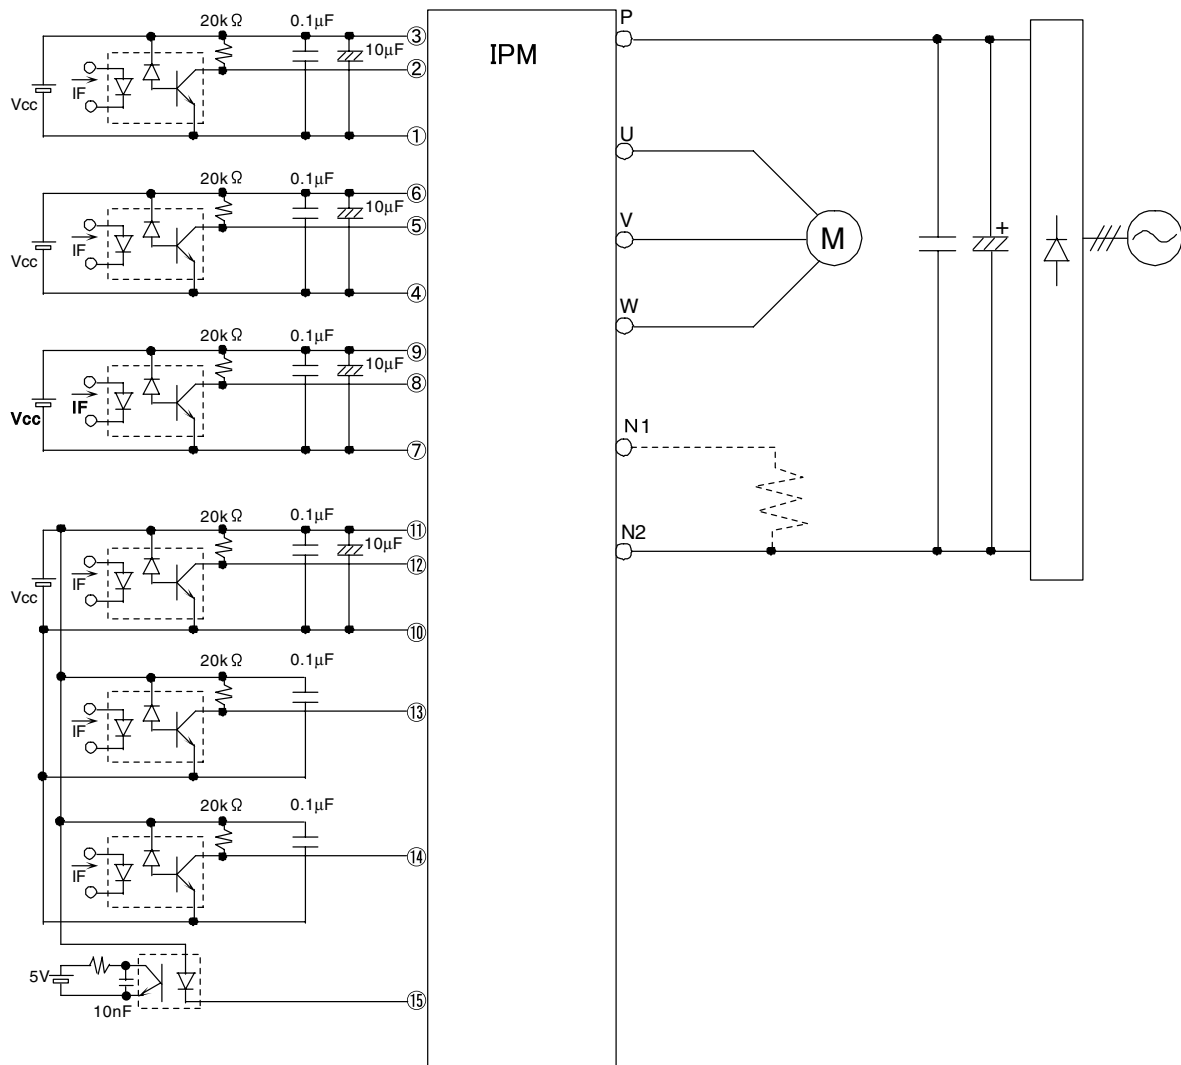 20kΩ 0.1μF
③
10μF
②
IF
Vcc
①
20kΩ 0.1μF
⑥
10μF
⑤
IF
Vcc
④
20kΩ 0.1μF
⑨
10μF
⑧
IF
Vcc
⑦
20kΩ 0.1μF
⑪
10μF
⑫
IF
Vcc
⑩
20kΩ 0.1μF
⑬
IF
20kΩ 0.1μF
⑭
IF
5V
10nF
⑮
IPM
P
U
V
M
W
N1
N2
+